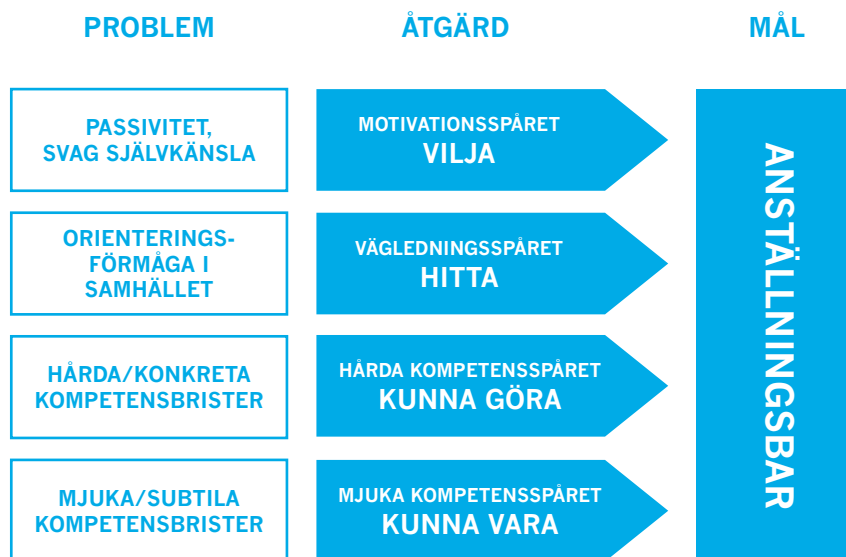 PROBLEM
ÅTGÄRD
MÅL
PASSIVITET,
SVAG SJÄLVKÄNSLA
MOTIVATIONSSPÅRET
VILJA
ORIENTERINGS-
FÖRMÅGA I
SAMHÄLLET
VÄGLEDNINGSSPÅRET
HITTA
HÅRDA/KONKRETA
KOMPETENSBRISTER
HÅRDA KOMPETENSSPÅRET
KUNNA GÖRA
MJUKA/SUBTILA
KOMPETENSBRISTER
MJUKA KOMPETENSSPÅRET
KUNNA VARA
ANSTÄLLNINGSBAR